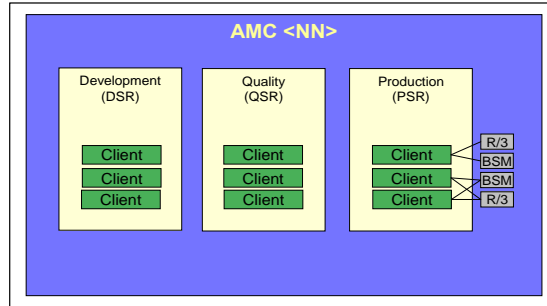 AMC <NN>
Development
(DSR)
Client
Client
Client
Quality
(QSR)
Client
Client
Client
Production
(PSR)
Client
Client
Client
R/3
BSM
BSM
R/3